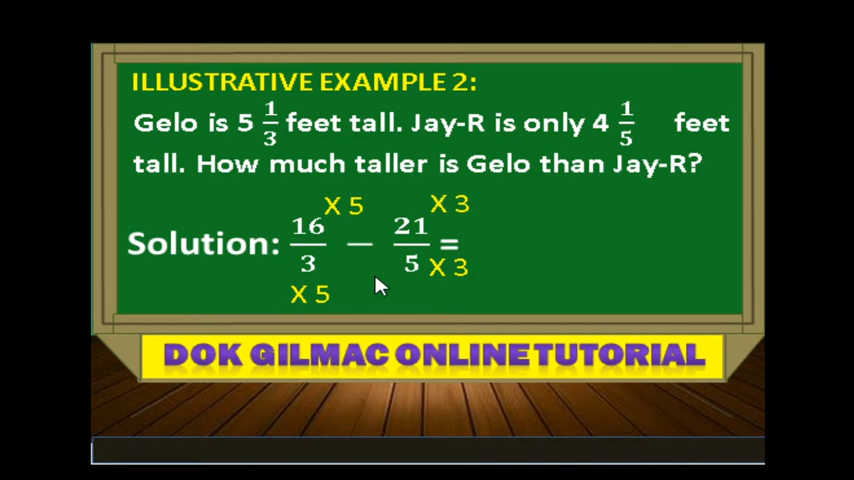 ILLUSTRATIVE EXAMPLE 2:
Gelo is 5 1/3 feet tall. Jay-R is only 4 1/5 feet
tall. How much taller is Gelo than Jay-R?
X 5 X 3
Solution: 16/3 − 21/5 =
X 5 X 3
DOK GILMAC ONLINE TUTORIAL